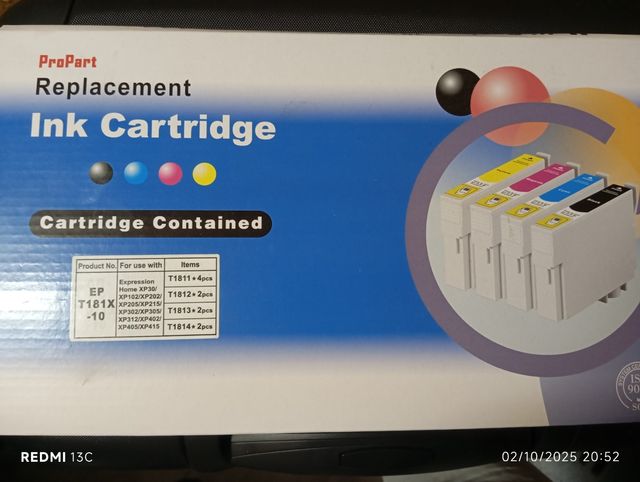 ProPart
Replacement
Ink Cartridge
Cartridge Contained
Product No. For use with Items
EP T181X -10
Expression
Home XP30/
XP102/XP202/
XP205/XP215/
XP302/XP305/
XP312/XP402/
XP405/XP415
T1811★4pcs
T1812★2pcs
T1813★2pcs
T1814★2pcs
REDMI 13C
02/10/2025 20:52